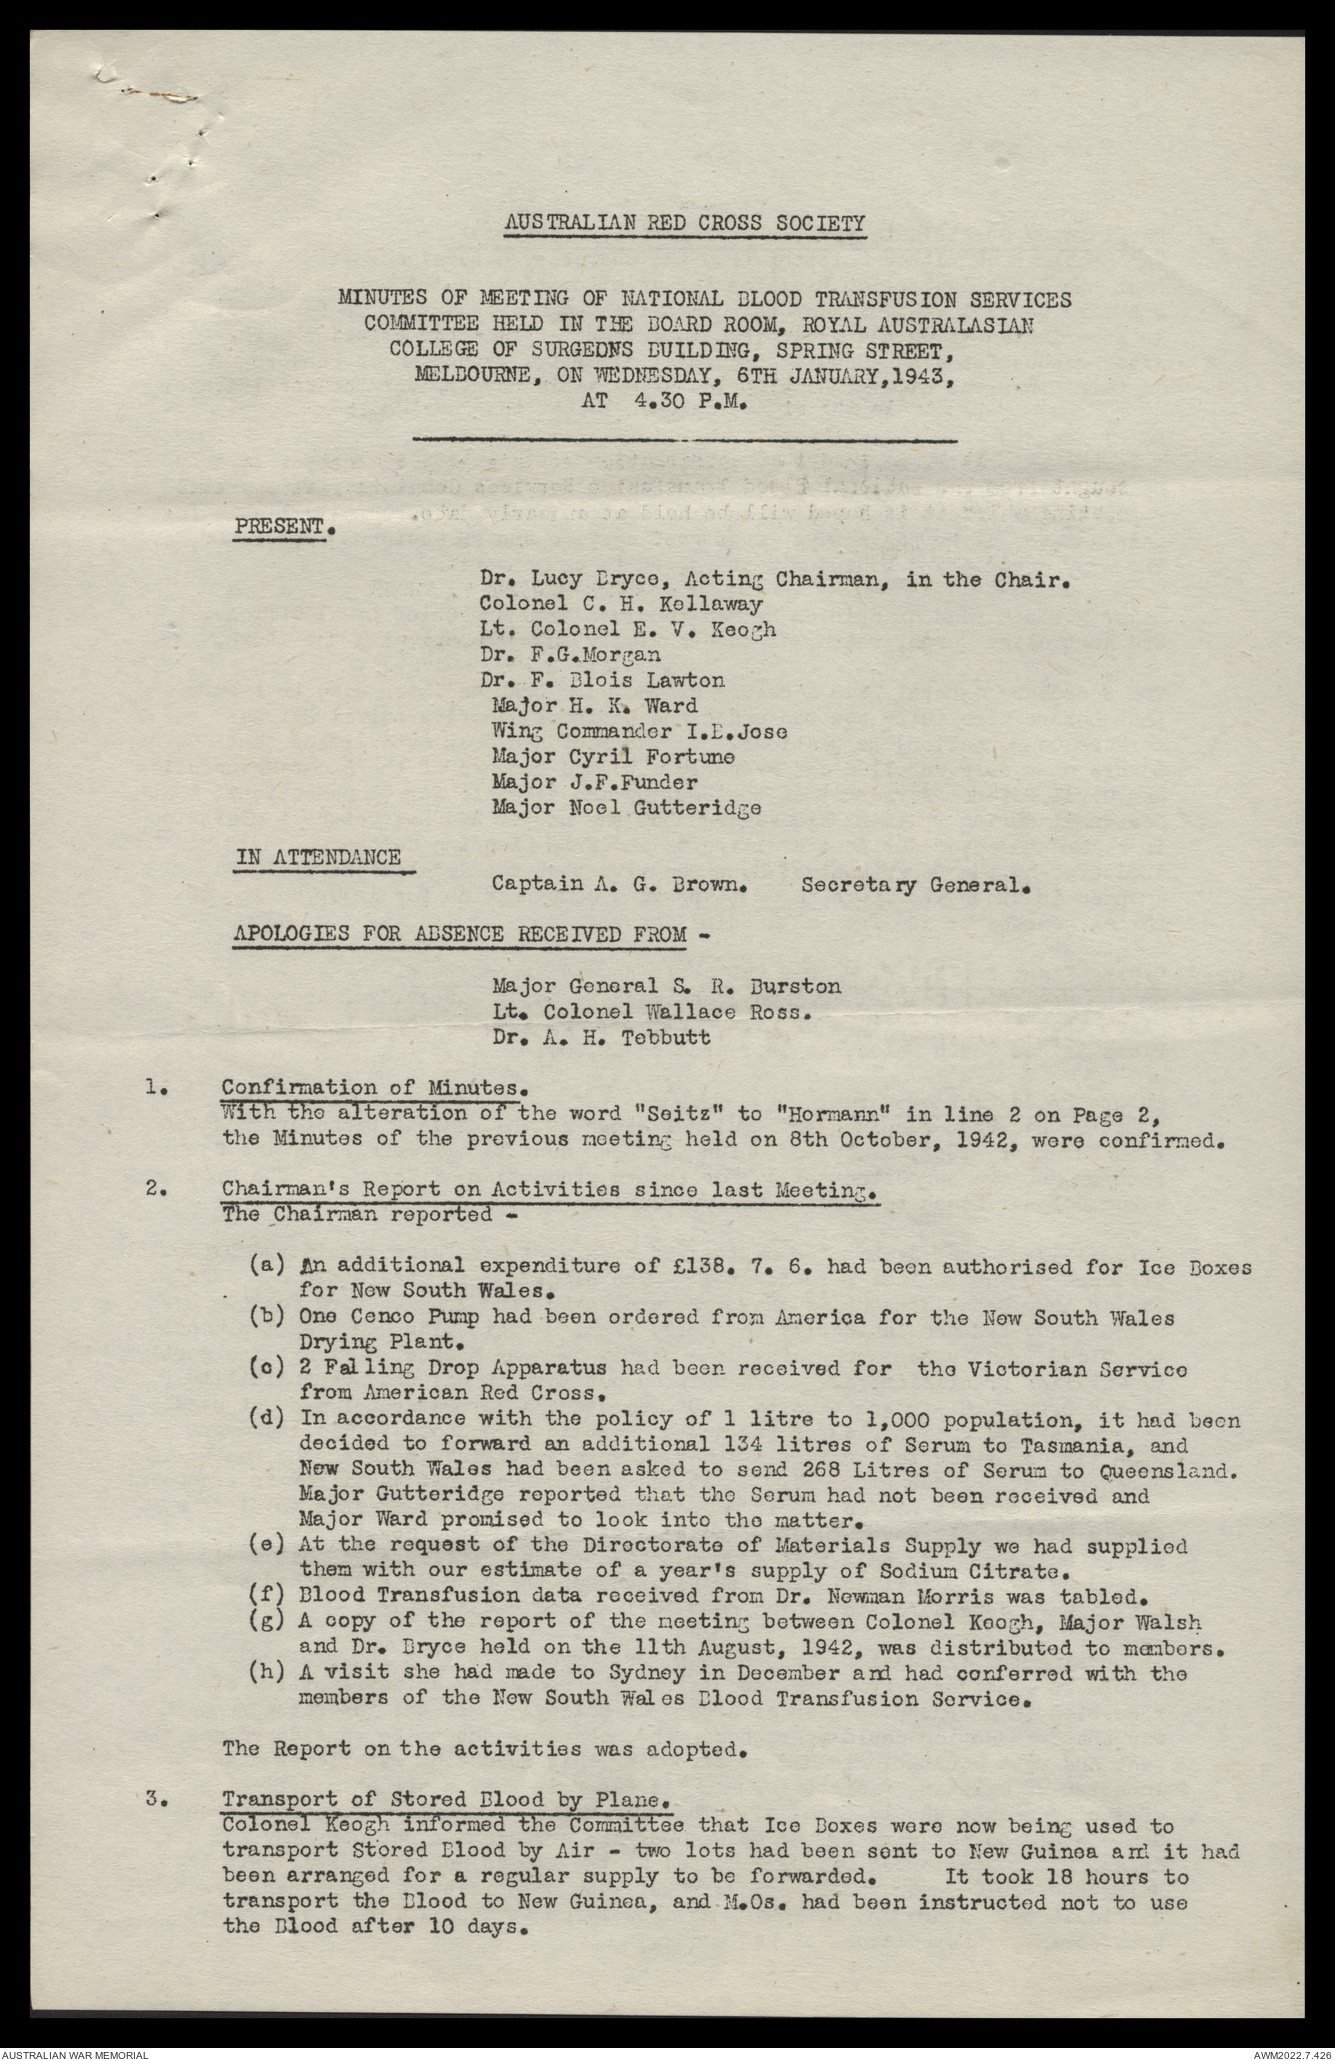 AUSTRALIAN RED CROSS SOCIETY
MINUTES OF MEETING OF NATIONAL BLOOD TRANSFUSION SERVICES
COMMITTEE HELD IN THE BOARD ROOM, ROYAL AUSTRALASIAN
COLLEGE OF SURGEONS BUILDING, SPRING STREET,
MELBOURNE, ON WEDNESDAY, 6TH JANUARY,1943,
AT 4.30 P.M.
PRESENT.
Dr. Lucy Bryce, Acting Chairman, in the Chair.
Colonel C. H. Kellaway
Lt. Colonel E. V. Keogh
Dr. F.G.Morgan
Dr. F. Blois Lawton
Major H. K. Ward
Wing Commander I.B.Jose
Major Cyril Fortune
Major J.F.Funder
Major Noel Gutteridge
IN ATTENDANCE
Captain A. G. Brown. Secretary General.
APOLOGIES FOR ABSENCE RECEIVED FROM -
Major General S. R. Burston
Lt. Colonel Wallace Ross.
Dr. A. H. Tebbutt
1. Confirmation of Minutes.
With the alteration of the word "Seitz" to "Hormann" in line 2 on Page 2,
the Minutes of the previous meeting held on 8th October, 1942, were confirmed.
2. Chairman's Report on Activities since last Meeting.
The Chairman reported -
(a) An additional expenditure of £138. 7. 6. had been authorised for Ice Boxes
for New South Wales.
(b) One Cenco Pump had been ordered from America for the New South Wales
Drying Plant.
(c) 2 Falling Drop Apparatus had been received for the Victorian Service
from American Red Cross.
(d) In accordance with the policy of 1 litre to 1,000 population, it had been
decided to forward an additional 134 litres of Serum to Tasmania, and
New South Wales had been asked to send 268 Litres of Serum to Queensland.
Major Gutteridge reported that the Serum had not been received and
Major Ward promised to look into the matter.
(e) At the request of the Directorate of Materials Supply we had supplied
them with our estimate of a year's supply of Sodium Citrate.
(f) Blood Transfusion data received from Dr. Newman Morris was tabled.
(g) A copy of the report of the meeting between Colonel Keogh, Major Walsh
and Dr. Bryce held on the 11th August, 1942, was distributed to members.
(h) A visit she had made to Sydney in December and had conferred with the
members of the New South Wales Blood Transfusion Service.
The Report on the activities was adopted.
3. Transport of Stored Blood by Plane.
Colonel Keogh informed the Committee that Ice Boxes were now being used to
transport Stored Blood by Air - two lots had been sent to New Guinea and it had
been arranged for a regular supply to be forwarded. It took 18 hours to
transport the Blood to New Guinea, and M.Os. had been instructed not to use
the Blood after 10 days.
AUSTRALIAN WAR MEMORIAL
AWM2022.7.426